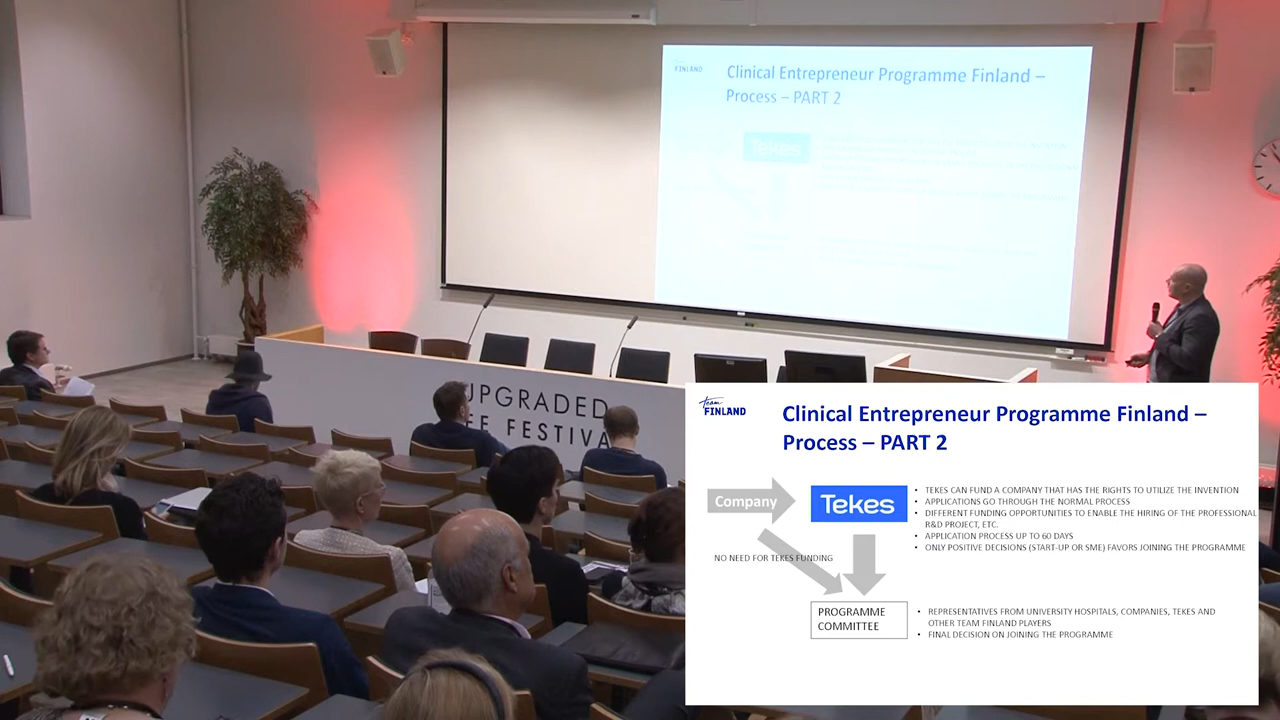 FINLAND
Clinical Entrepreneur Programme Finland –
Process – PART 2
Tekes
UPGRADED
FE FESTIVA
team
FINLAND
Clinical Entrepreneur Programme Finland –
Process – PART 2
Company
Tekes
• TEKES CAN FUND A COMPANY THAT HAS THE RIGHTS TO UTILIZE THE INVENTION
• APPLICATIONS GO THROUGH THE NORMAL PROCESS
• DIFFERENT FUNDING OPPORTUNITIES TO ENABLE THE HIRING OF THE PROFESSIONAL
R&D PROJECT, ETC.
• APPLICATION PROCESS UP TO 60 DAYS
• ONLY POSITIVE DECISIONS (START-UP OR SME) FAVORS JOINING THE PROGRAMME
NO NEED FOR TEKES FUNDING
PROGRAMME
COMMITTEE
• REPRESENTATIVES FROM UNIVERSITY HOSPITALS, COMPANIES, TEKES AND
OTHER TEAM FINLAND PLAYERS
• FINAL DECISION ON JOINING THE PROGRAMME